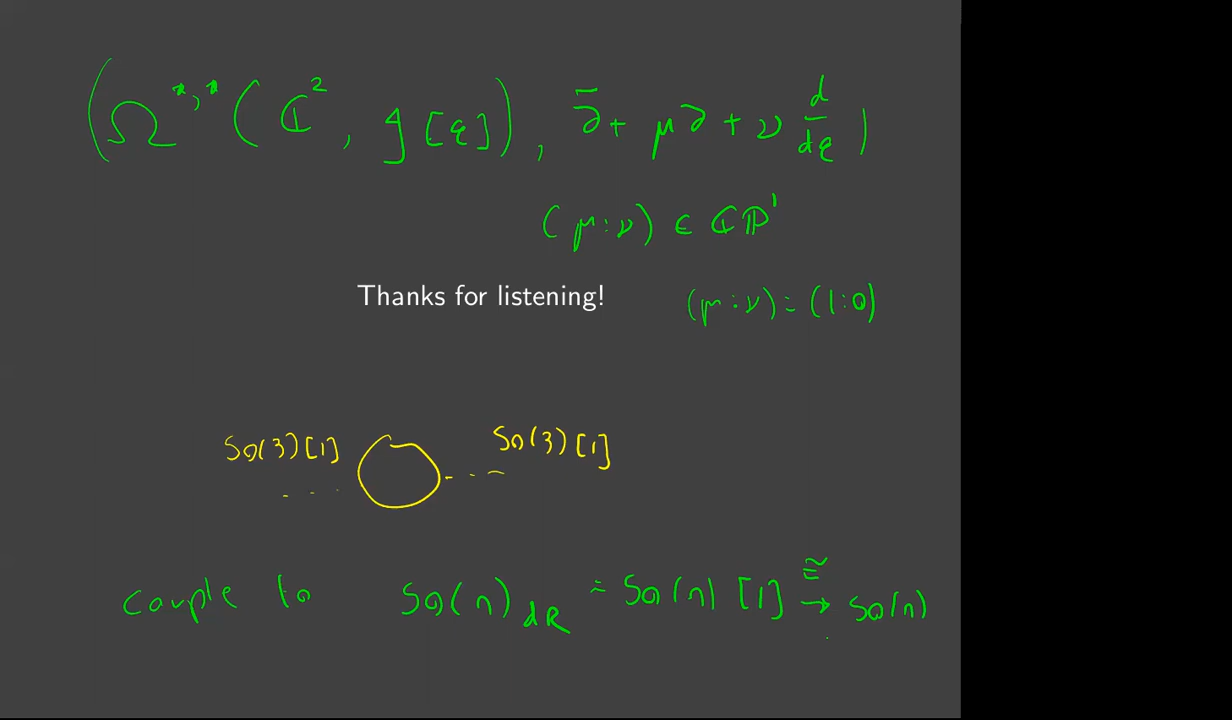 (Ω^{*,*}(ℂ², 𝔤[ε]), ∂̄ + μ∂ + ν d/dε)
(μ:ν) ∈ ℂℙ¹
Thanks for listening!
(μ:ν) = (1:0)
so(3)[1] so(3)[1]
couple to so(n)_{dR} = so(n)[1] ≅→ so(n)